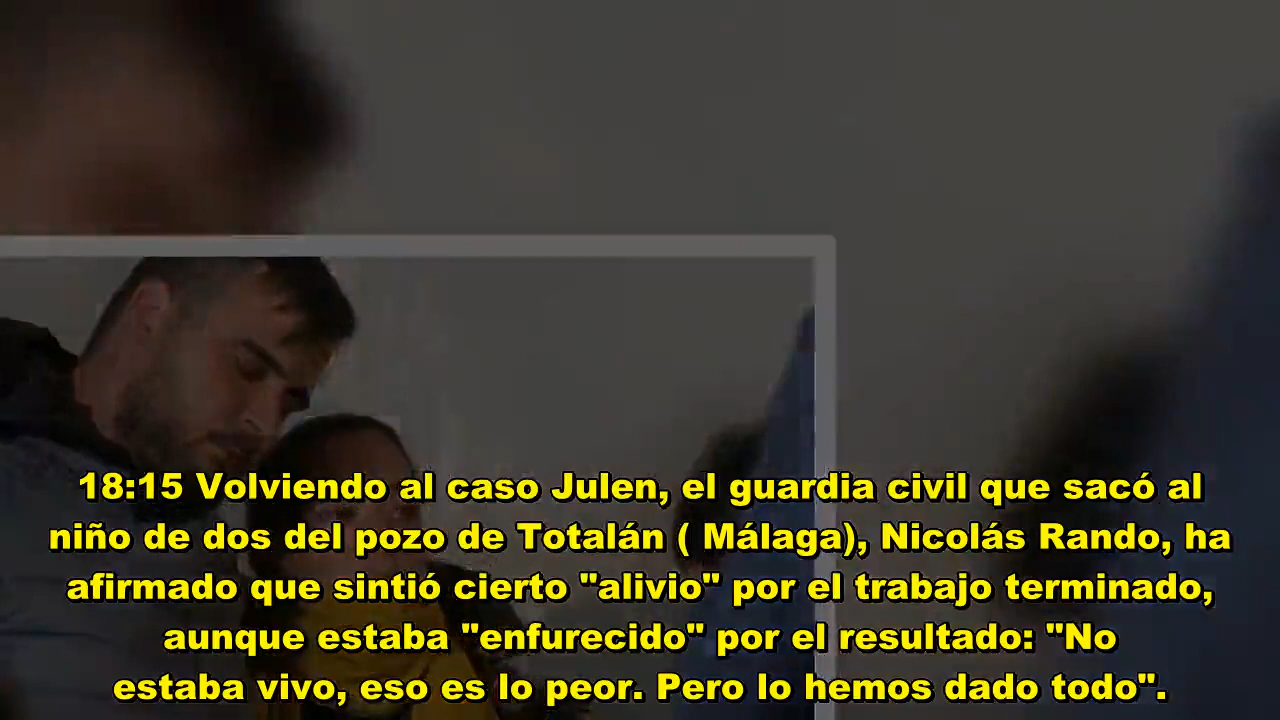 18:15 Volviendo al caso Julen, el guardia civil que sacó al
niño de dos del pozo de Totalán ( Málaga), Nicolás Rando, ha
afirmado que sintió cierto "alivio" por el trabajo terminado,
aunque estaba "enfurecido" por el resultado: "No
estaba vivo, eso es lo peor. Pero lo hemos dado todo".